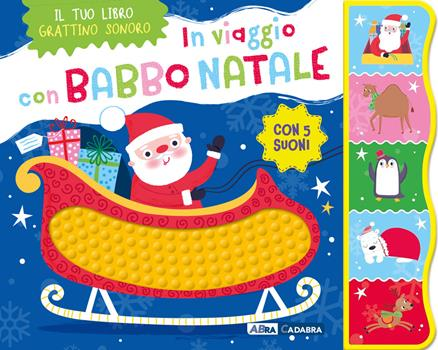 IL TUO LIBRO
GRATTINO SONORO
In viaggio
con BABBO NATALE
CON 5
SUONI
ABRA CADABRA